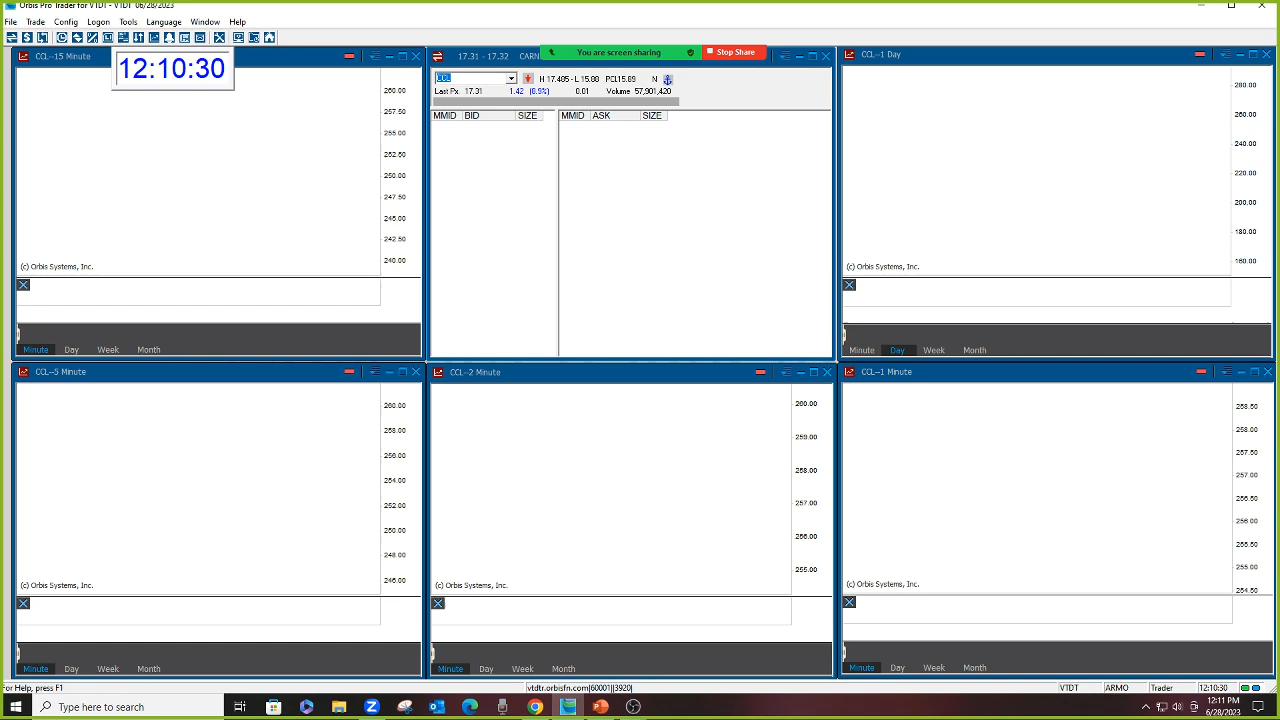 Orbis Pro Trader for VTDT - VTDT 06/28/2023
File Trade Config Logon Tools Language Window Help
CCL--15 Minute
12:10:30
17.31 - 17.32 CARN
You are screen sharing
Stop Share
CCL--1 Day
CCL
H 17.485 - L 15.88 PCL15.89 N
Last Px. 17.31 1.42 (8.9%) 0.01 Volume 57,901,420
MMID BID SIZE MMID ASK SIZE
260.00
257.50
255.00
252.50
250.00
247.50
245.00
242.50
240.00
(c) Orbis Systems, Inc.
Minute Day Week Month
280.00
260.00
240.00
220.00
200.00
180.00
160.00
(c) Orbis Systems, Inc.
Minute Day Week Month
CCL--5 Minute
260.00
258.00
256.00
254.00
252.00
250.00
248.00
246.00
(c) Orbis Systems, Inc.
Minute Day Week Month
CCL--2 Minute
260.00
259.00
258.00
257.00
256.00
255.00
(c) Orbis Systems, Inc.
Minute Day Week Month
CCL--1 Minute
258.50
258.00
257.50
257.00
256.50
256.00
255.50
255.00
254.50
(c) Orbis Systems, Inc.
Minute Day Week Month
For Help, press F1
vtdtr.orbisfn.com|60001||3920|
VTDT ARMO Trader 12:10:30
Type here to search
12:11 PM
6/28/2023